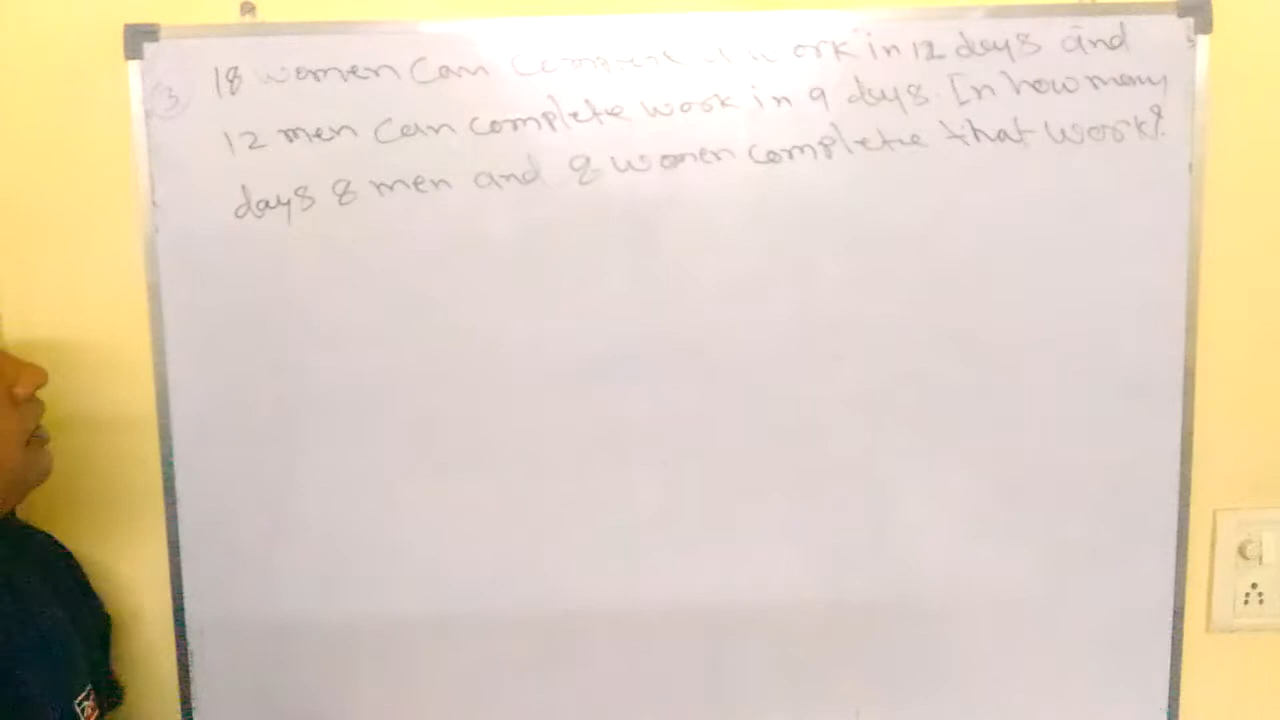 3 18 women can complete work in 12 days and
12 men can complete work in 9 days. In how many
days 8 men and 8 women complete that work?